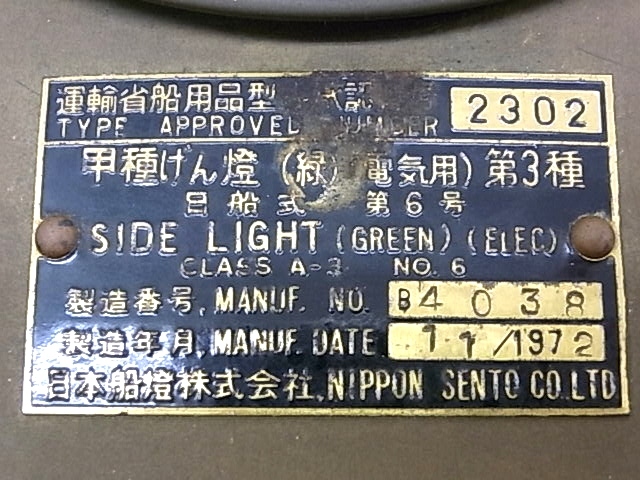 運輸省船用品型 認
TYPE APPROVED NUMBER 2302
甲種げん燈(緑)(電気用)第3種
日船式 第6号
SIDE LIGHT (GREEN) (ELEC)
CLASS A-3 NO. 6
製造番号, MANUF. NO. B4038
製造年月, MANUF. DATE 11/1972
日本船燈株式会社, NIPPON SENTO CO. LTD